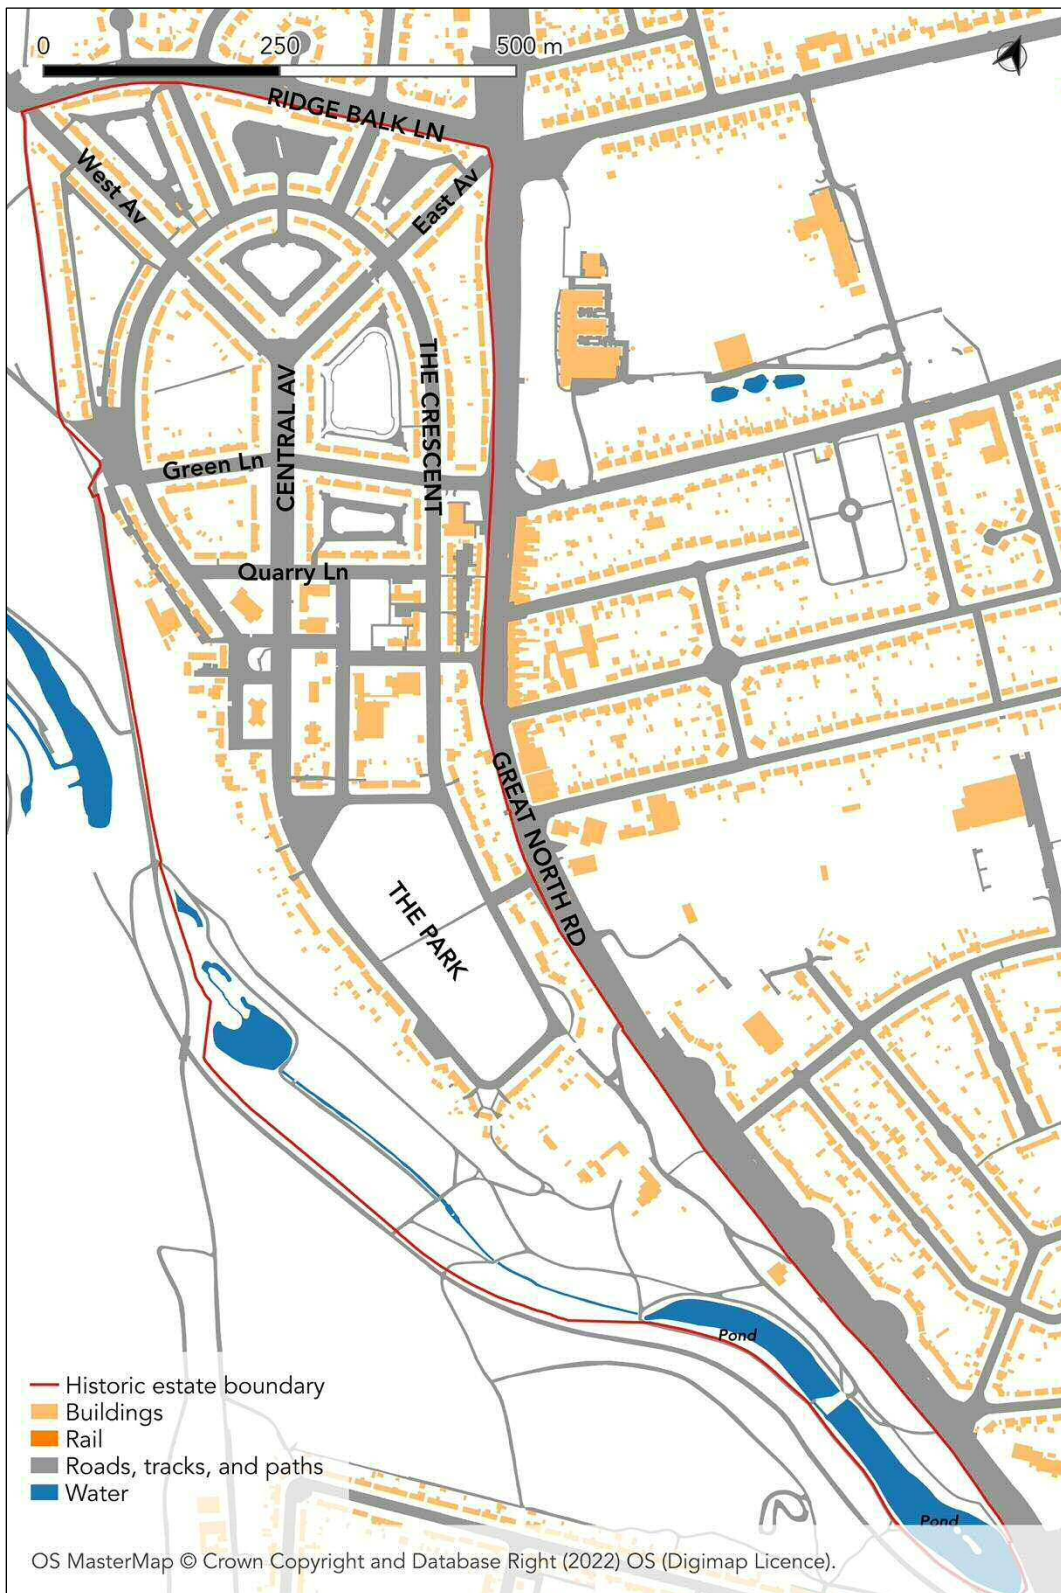 0 250 500 m
RIDGE BALK LN
West Av
East Av
THE CRESCENT
CENTRAL AV
Green Ln
Quarry Ln
GREAT NORTH RD
THE PARK
Pond
Historic estate boundary
Buildings
Rail
Roads, tracks, and paths
Water
Pond
OS MasterMap © Crown Copyright and Database Right (2022) OS (Digimap Licence).